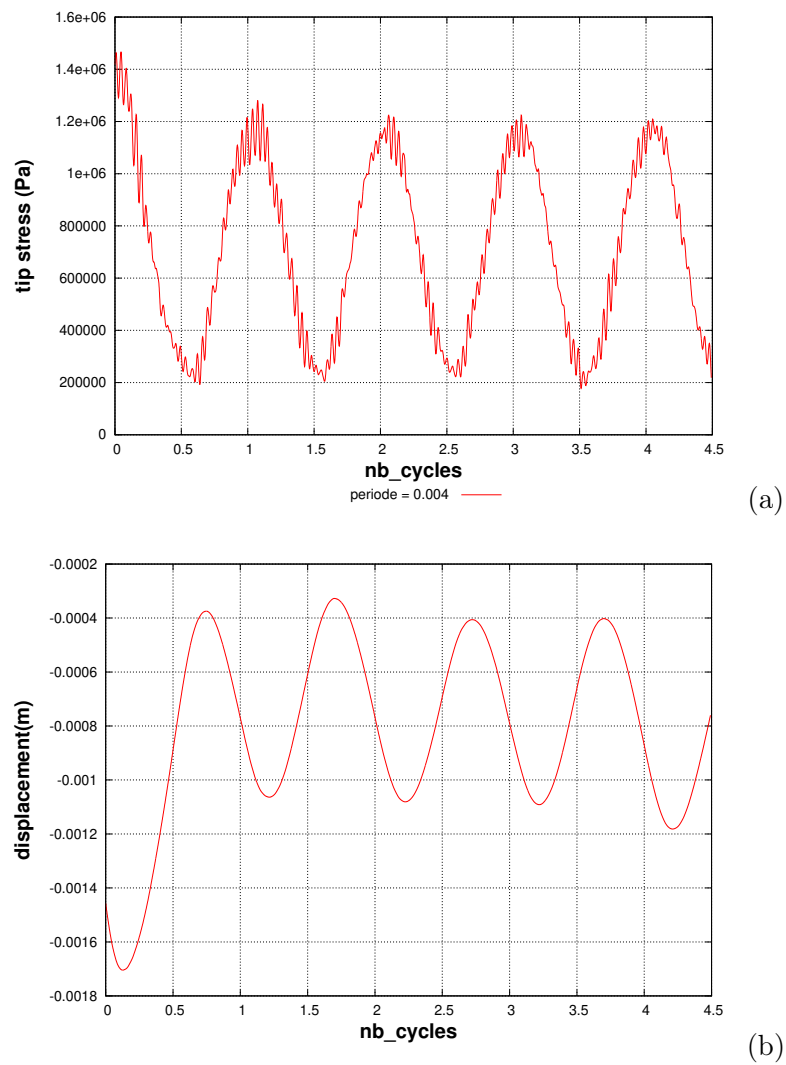 1.6e+06
1.4e+06
1.2e+06
1e+06
800000
600000
400000
200000
0
tip stress (Pa)
0 0.5 1 1.5 2 2.5 3 3.5 4 4.5
nb_cycles
periode = 0.004
(a)
-0.0002
-0.0004
-0.0006
-0.0008
-0.001
-0.0012
-0.0014
-0.0016
-0.0018
displacement(m)
0 0.5 1 1.5 2 2.5 3 3.5 4 4.5
nb_cycles
(b)